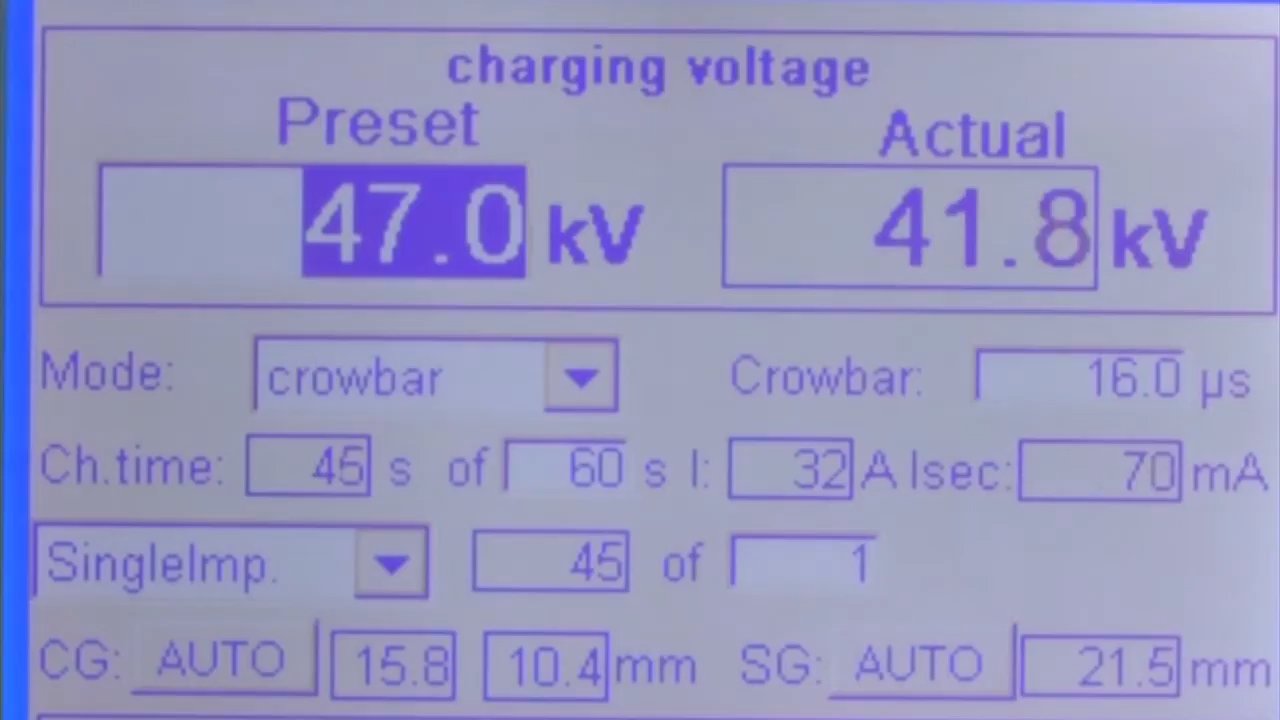 charging voltage
Preset Actual
47.0 kV 41.8 kV
Mode: crowbar Crowbar: 16.0 µs
Ch.time: 45 s of 60 s I: 32 A Isec: 70 mA
SingleImp. 45 of 1
CG: AUTO 15.8 10.4 mm SG: AUTO 21.5 mm